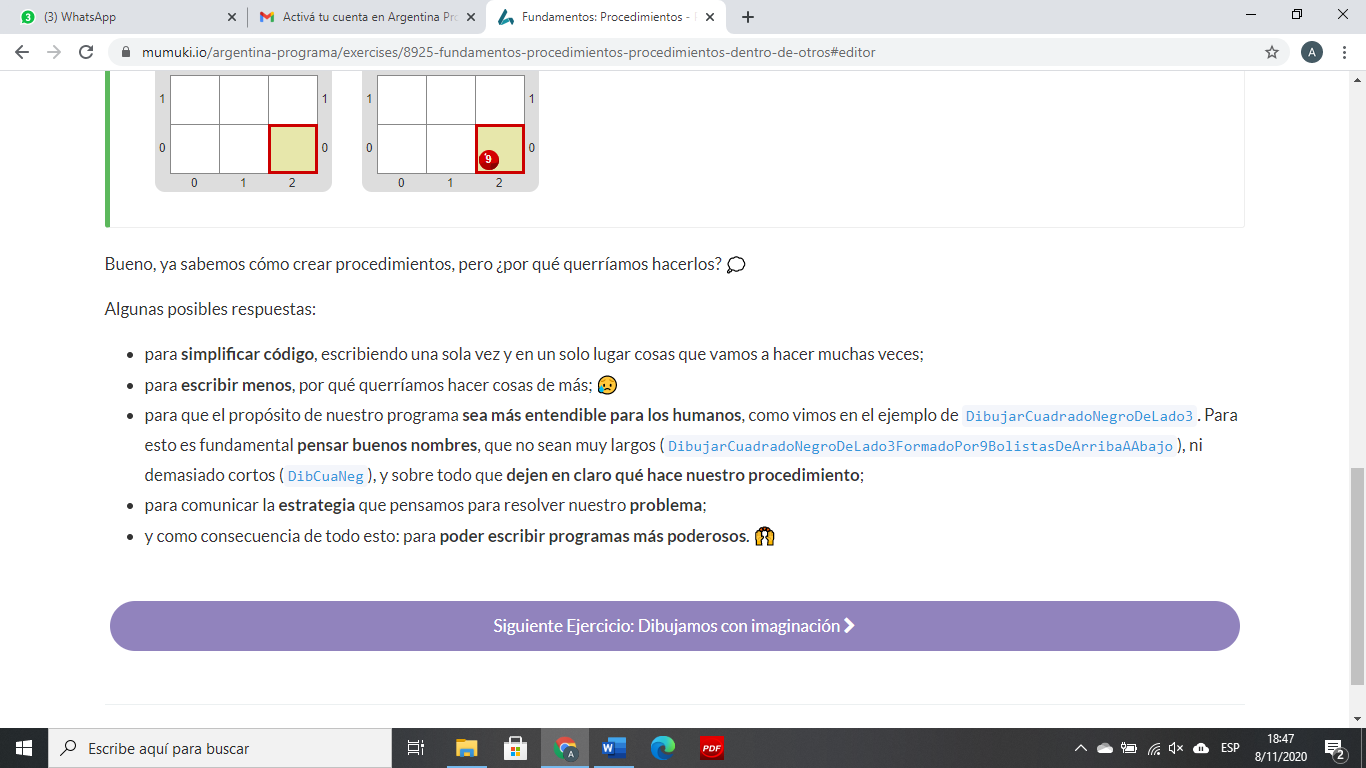 3
(3) WhatsApp
Activá tu cuenta en Argentina Pro
Fundamentos: Procedimientos -
mumuki.io/argentina-programa/exercises/8925-fundamentos-procedimientos-procedimientos-dentro-de-otros#editor
A
1 1 1 1
0 0 0 9 0
0 1 2 0 1 2
Bueno, ya sabemos cómo crear procedimientos, pero ¿por qué querríamos hacerlos?
Algunas posibles respuestas:
• para simplificar código, escribiendo una sola vez y en un solo lugar cosas que vamos a hacer muchas veces;
• para escribir menos, por qué querríamos hacer cosas de más;
• para que el propósito de nuestro programa sea más entendible para los humanos, como vimos en el ejemplo de DibujarCuadradoNegroDeLado3. Para
esto es fundamental pensar buenos nombres, que no sean muy largos (DibujarCuadradoNegroDeLado3FormadoPor9BolistasDeArribaAAbajo), ni
demasiado cortos (DibCuaNeg), y sobre todo que dejen en claro qué hace nuestro procedimiento;
• para comunicar la estrategia que pensamos para resolver nuestro problema;
• y como consecuencia de todo esto: para poder escribir programas más poderosos.
Siguiente Ejercicio: Dibujamos con imaginación
Escribe aquí para buscar
A
W
PDF
ESP
18:47
8/11/2020
2